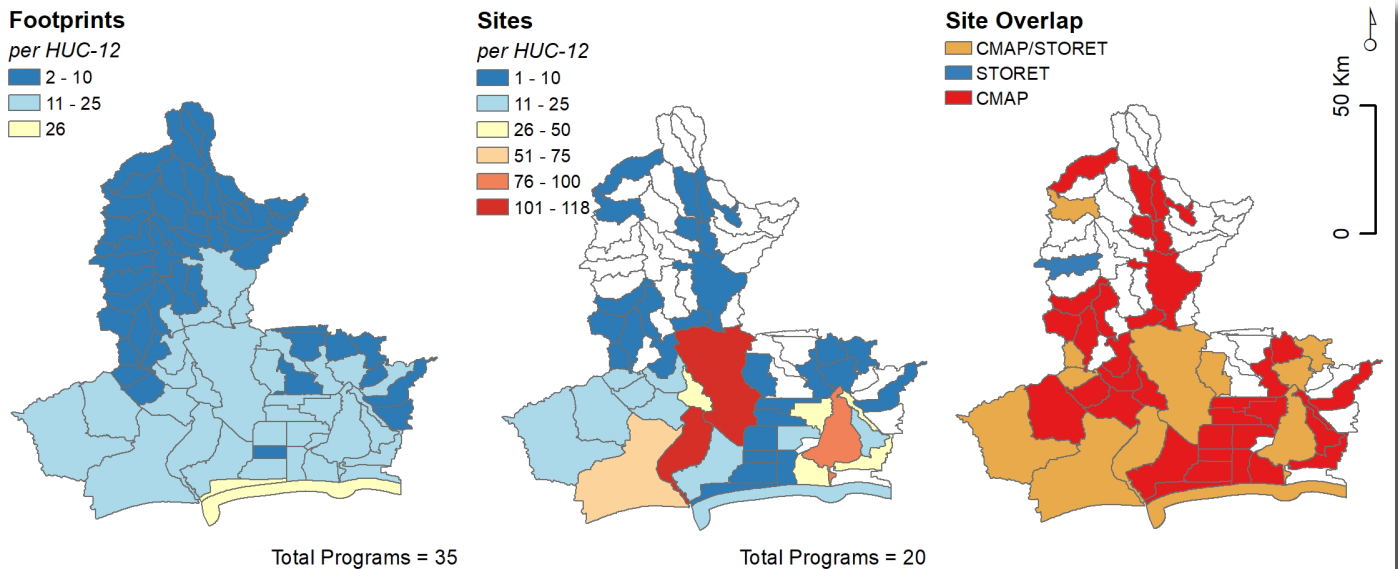 Footprints
per HUC-12
2 - 10
11 - 25
26
Total Programs = 35
Sites
per HUC-12
1 - 10
11 - 25
26 - 50
51 - 75
76 - 100
101 - 118
Total Programs = 20
Site Overlap
CMAP/STORET
STORET
CMAP
50 Km
0